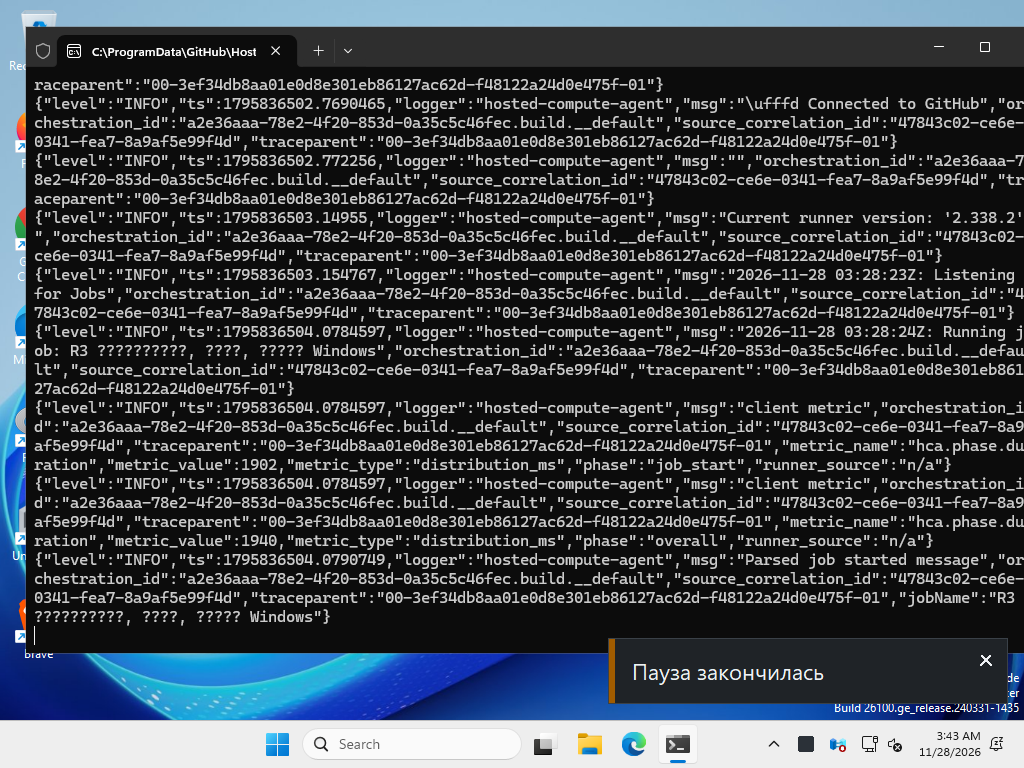 C:\ProgramData\GitHub\Host
raceparent":"00-3ef34db8aa01e0d8e301eb86127ac62d-f48122a24d0e475f-01"}
{"level":"INFO","ts":1795836502.7690465,"logger":"hosted-compute-agent","msg":"\ufffd Connected to GitHub","or
chestration_id":"a2e36aaa-78e2-4f20-853d-0a35c5c46fec.build.__default","source_correlation_id":"47843c02-ce6e-
0341-fea7-8a9af5e99f4d","traceparent":"00-3ef34db8aa01e0d8e301eb86127ac62d-f48122a24d0e475f-01"}
{"level":"INFO","ts":1795836502.772256,"logger":"hosted-compute-agent","msg":"","orchestration_id":"a2e36aaa-7
8e2-4f20-853d-0a35c5c46fec.build.__default","source_correlation_id":"47843c02-ce6e-0341-fea7-8a9af5e99f4d","tr
aceparent":"00-3ef34db8aa01e0d8e301eb86127ac62d-f48122a24d0e475f-01"}
{"level":"INFO","ts":1795836503.14955,"logger":"hosted-compute-agent","msg":"Current runner version: '2.338.2'
","orchestration_id":"a2e36aaa-78e2-4f20-853d-0a35c5c46fec.build.__default","source_correlation_id":"47843c02-
ce6e-0341-fea7-8a9af5e99f4d","traceparent":"00-3ef34db8aa01e0d8e301eb86127ac62d-f48122a24d0e475f-01"}
{"level":"INFO","ts":1795836503.154767,"logger":"hosted-compute-agent","msg":"2026-11-28 03:28:23Z: Listening
for Jobs","orchestration_id":"a2e36aaa-78e2-4f20-853d-0a35c5c46fec.build.__default","source_correlation_id":"4
7843c02-ce6e-0341-fea7-8a9af5e99f4d","traceparent":"00-3ef34db8aa01e0d8e301eb86127ac62d-f48122a24d0e475f-01"}
{"level":"INFO","ts":1795836504.0784597,"logger":"hosted-compute-agent","msg":"2026-11-28 03:28:24Z: Running j
ob: R3 ??????????, ????, ????? Windows","orchestration_id":"a2e36aaa-78e2-4f20-853d-0a35c5c46fec.build.__defau
lt","source_correlation_id":"47843c02-ce6e-0341-fea7-8a9af5e99f4d","traceparent":"00-3ef34db8aa01e0d8e301eb861
27ac62d-f48122a24d0e475f-01"}
{"level":"INFO","ts":1795836504.0784597,"logger":"hosted-compute-agent","msg":"client metric","orchestration_i
d":"a2e36aaa-78e2-4f20-853d-0a35c5c46fec.build.__default","source_correlation_id":"47843c02-ce6e-0341-fea7-8a9
af5e99f4d","traceparent":"00-3ef34db8aa01e0d8e301eb86127ac62d-f48122a24d0e475f-01","metric_name":"hca.phase.du
ration","metric_value":1902,"metric_type":"distribution_ms","phase":"job_start","runner_source":"n/a"}
{"level":"INFO","ts":1795836504.0784597,"logger":"hosted-compute-agent","msg":"client metric","orchestration_i
d":"a2e36aaa-78e2-4f20-853d-0a35c5c46fec.build.__default","source_correlation_id":"47843c02-ce6e-0341-fea7-8a9
af5e99f4d","traceparent":"00-3ef34db8aa01e0d8e301eb86127ac62d-f48122a24d0e475f-01","metric_name":"hca.phase.du
ration","metric_value":1940,"metric_type":"distribution_ms","phase":"overall","runner_source":"n/a"}
{"level":"INFO","ts":1795836504.0790749,"logger":"hosted-compute-agent","msg":"Parsed job started message","or
chestration_id":"a2e36aaa-78e2-4f20-853d-0a35c5c46fec.build.__default","source_correlation_id":"47843c02-ce6e-
0341-fea7-8a9af5e99f4d","traceparent":"00-3ef34db8aa01e0d8e301eb86127ac62d-f48122a24d0e475f-01","jobName":"R3
??????????, ????, ????? Windows"}
Brave
Пауза закончилась
Build 26100.ge_release.240331-1435
Search
3:43 AM
11/28/2026